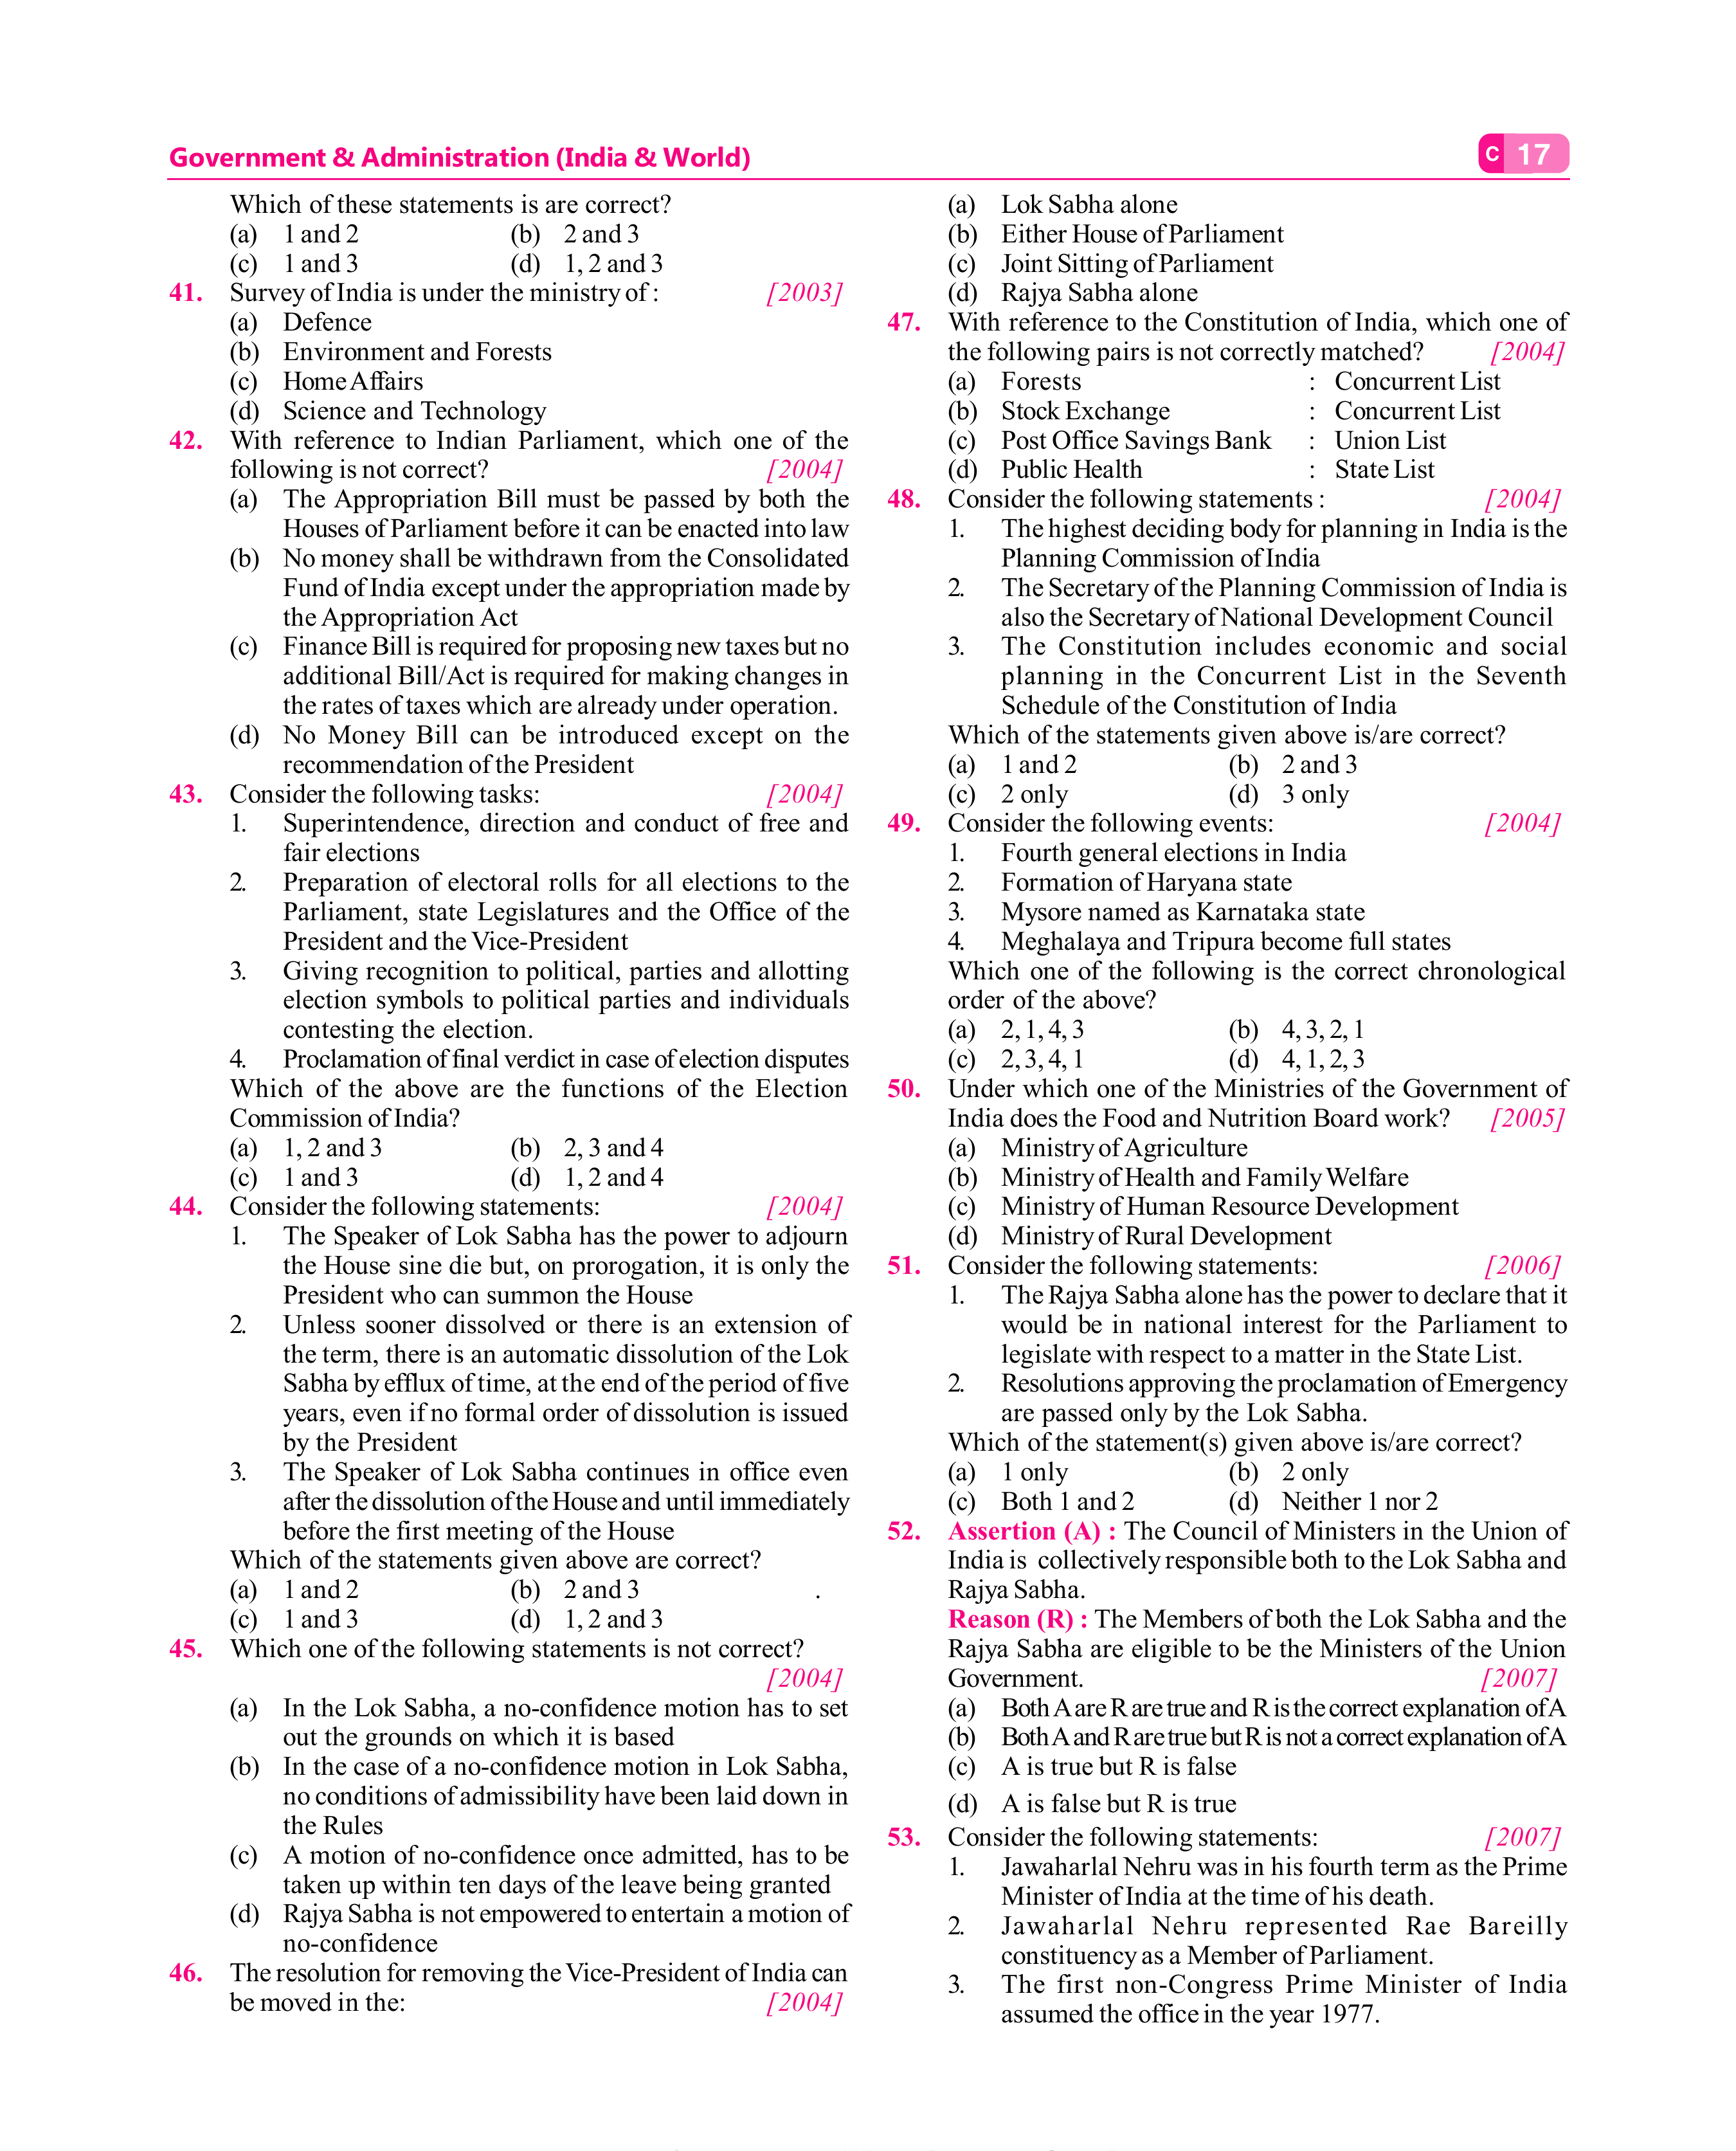 Government & Administration (India & World)
C 17
Which of these statements is are correct?
(a) 1 and 2 (b) 2 and 3
(c) 1 and 3 (d) 1, 2 and 3
41. Survey of India is under the ministry of : [2003]
(a) Defence
(b) Environment and Forests
(c) Home Affairs
(d) Science and Technology
42. With reference to Indian Parliament, which one of the
following is not correct? [2004]
(a) The Appropriation Bill must be passed by both the
Houses of Parliament before it can be enacted into law
(b) No money shall be withdrawn from the Consolidated
Fund of India except under the appropriation made by
the Appropriation Act
(c) Finance Bill is required for proposing new taxes but no
additional Bill/Act is required for making changes in
the rates of taxes which are already under operation.
(d) No Money Bill can be introduced except on the
recommendation of the President
43. Consider the following tasks: [2004]
1. Superintendence, direction and conduct of free and
fair elections
2. Preparation of electoral rolls for all elections to the
Parliament, state Legislatures and the Office of the
President and the Vice-President
3. Giving recognition to political, parties and allotting
election symbols to political parties and individuals
contesting the election.
4. Proclamation of final verdict in case of election disputes
Which of the above are the functions of the Election
Commission of India?
(a) 1, 2 and 3 (b) 2, 3 and 4
(c) 1 and 3 (d) 1, 2 and 4
44. Consider the following statements: [2004]
1. The Speaker of Lok Sabha has the power to adjourn
the House sine die but, on prorogation, it is only the
President who can summon the House
2. Unless sooner dissolved or there is an extension of
the term, there is an automatic dissolution of the Lok
Sabha by efflux of time, at the end of the period of five
years, even if no formal order of dissolution is issued
by the President
3. The Speaker of Lok Sabha continues in office even
after the dissolution of the House and until immediately
before the first meeting of the House
Which of the statements given above are correct?
(a) 1 and 2 (b) 2 and 3 .
(c) 1 and 3 (d) 1, 2 and 3
45. Which one of the following statements is not correct?
[2004]
(a) In the Lok Sabha, a no-confidence motion has to set
out the grounds on which it is based
(b) In the case of a no-confidence motion in Lok Sabha,
no conditions of admissibility have been laid down in
the Rules
(c) A motion of no-confidence once admitted, has to be
taken up within ten days of the leave being granted
(d) Rajya Sabha is not empowered to entertain a motion of
no-confidence
46. The resolution for removing the Vice-President of India can
be moved in the: [2004]
(a) Lok Sabha alone
(b) Either House of Parliament
(c) Joint Sitting of Parliament
(d) Rajya Sabha alone
47. With reference to the Constitution of India, which one of
the following pairs is not correctly matched? [2004]
(a) Forests : Concurrent List
(b) Stock Exchange : Concurrent List
(c) Post Office Savings Bank : Union List
(d) Public Health : State List
48. Consider the following statements : [2004]
1. The highest deciding body for planning in India is the
Planning Commission of India
2. The Secretary of the Planning Commission of India is
also the Secretary of National Development Council
3. The Constitution includes economic and social
planning in the Concurrent List in the Seventh
Schedule of the Constitution of India
Which of the statements given above is/are correct?
(a) 1 and 2 (b) 2 and 3
(c) 2 only (d) 3 only
49. Consider the following events: [2004]
1. Fourth general elections in India
2. Formation of Haryana state
3. Mysore named as Karnataka state
4. Meghalaya and Tripura become full states
Which one of the following is the correct chronological
order of the above?
(a) 2, 1, 4, 3 (b) 4, 3, 2, 1
(c) 2, 3, 4, 1 (d) 4, 1, 2, 3
50. Under which one of the Ministries of the Government of
India does the Food and Nutrition Board work? [2005]
(a) Ministry of Agriculture
(b) Ministry of Health and Family Welfare
(c) Ministry of Human Resource Development
(d) Ministry of Rural Development
51. Consider the following statements: [2006]
1. The Rajya Sabha alone has the power to declare that it
would be in national interest for the Parliament to
legislate with respect to a matter in the State List.
2. Resolutions approving the proclamation of Emergency
are passed only by the Lok Sabha.
Which of the statement(s) given above is/are correct?
(a) 1 only (b) 2 only
(c) Both 1 and 2 (d) Neither 1 nor 2
52. Assertion (A) : The Council of Ministers in the Union of
India is collectively responsible both to the Lok Sabha and
Rajya Sabha.
Reason (R) : The Members of both the Lok Sabha and the
Rajya Sabha are eligible to be the Ministers of the Union
Government. [2007]
(a) Both A are R are true and R is the correct explanation of A
(b) Both A and R are true but R is not a correct explanation of A
(c) A is true but R is false
(d) A is false but R is true
53. Consider the following statements: [2007]
1. Jawaharlal Nehru was in his fourth term as the Prime
Minister of India at the time of his death.
2. Jawaharlal Nehru represented Rae Bareilly
constituency as a Member of Parliament.
3. The first non-Congress Prime Minister of India
assumed the office in the year 1977.